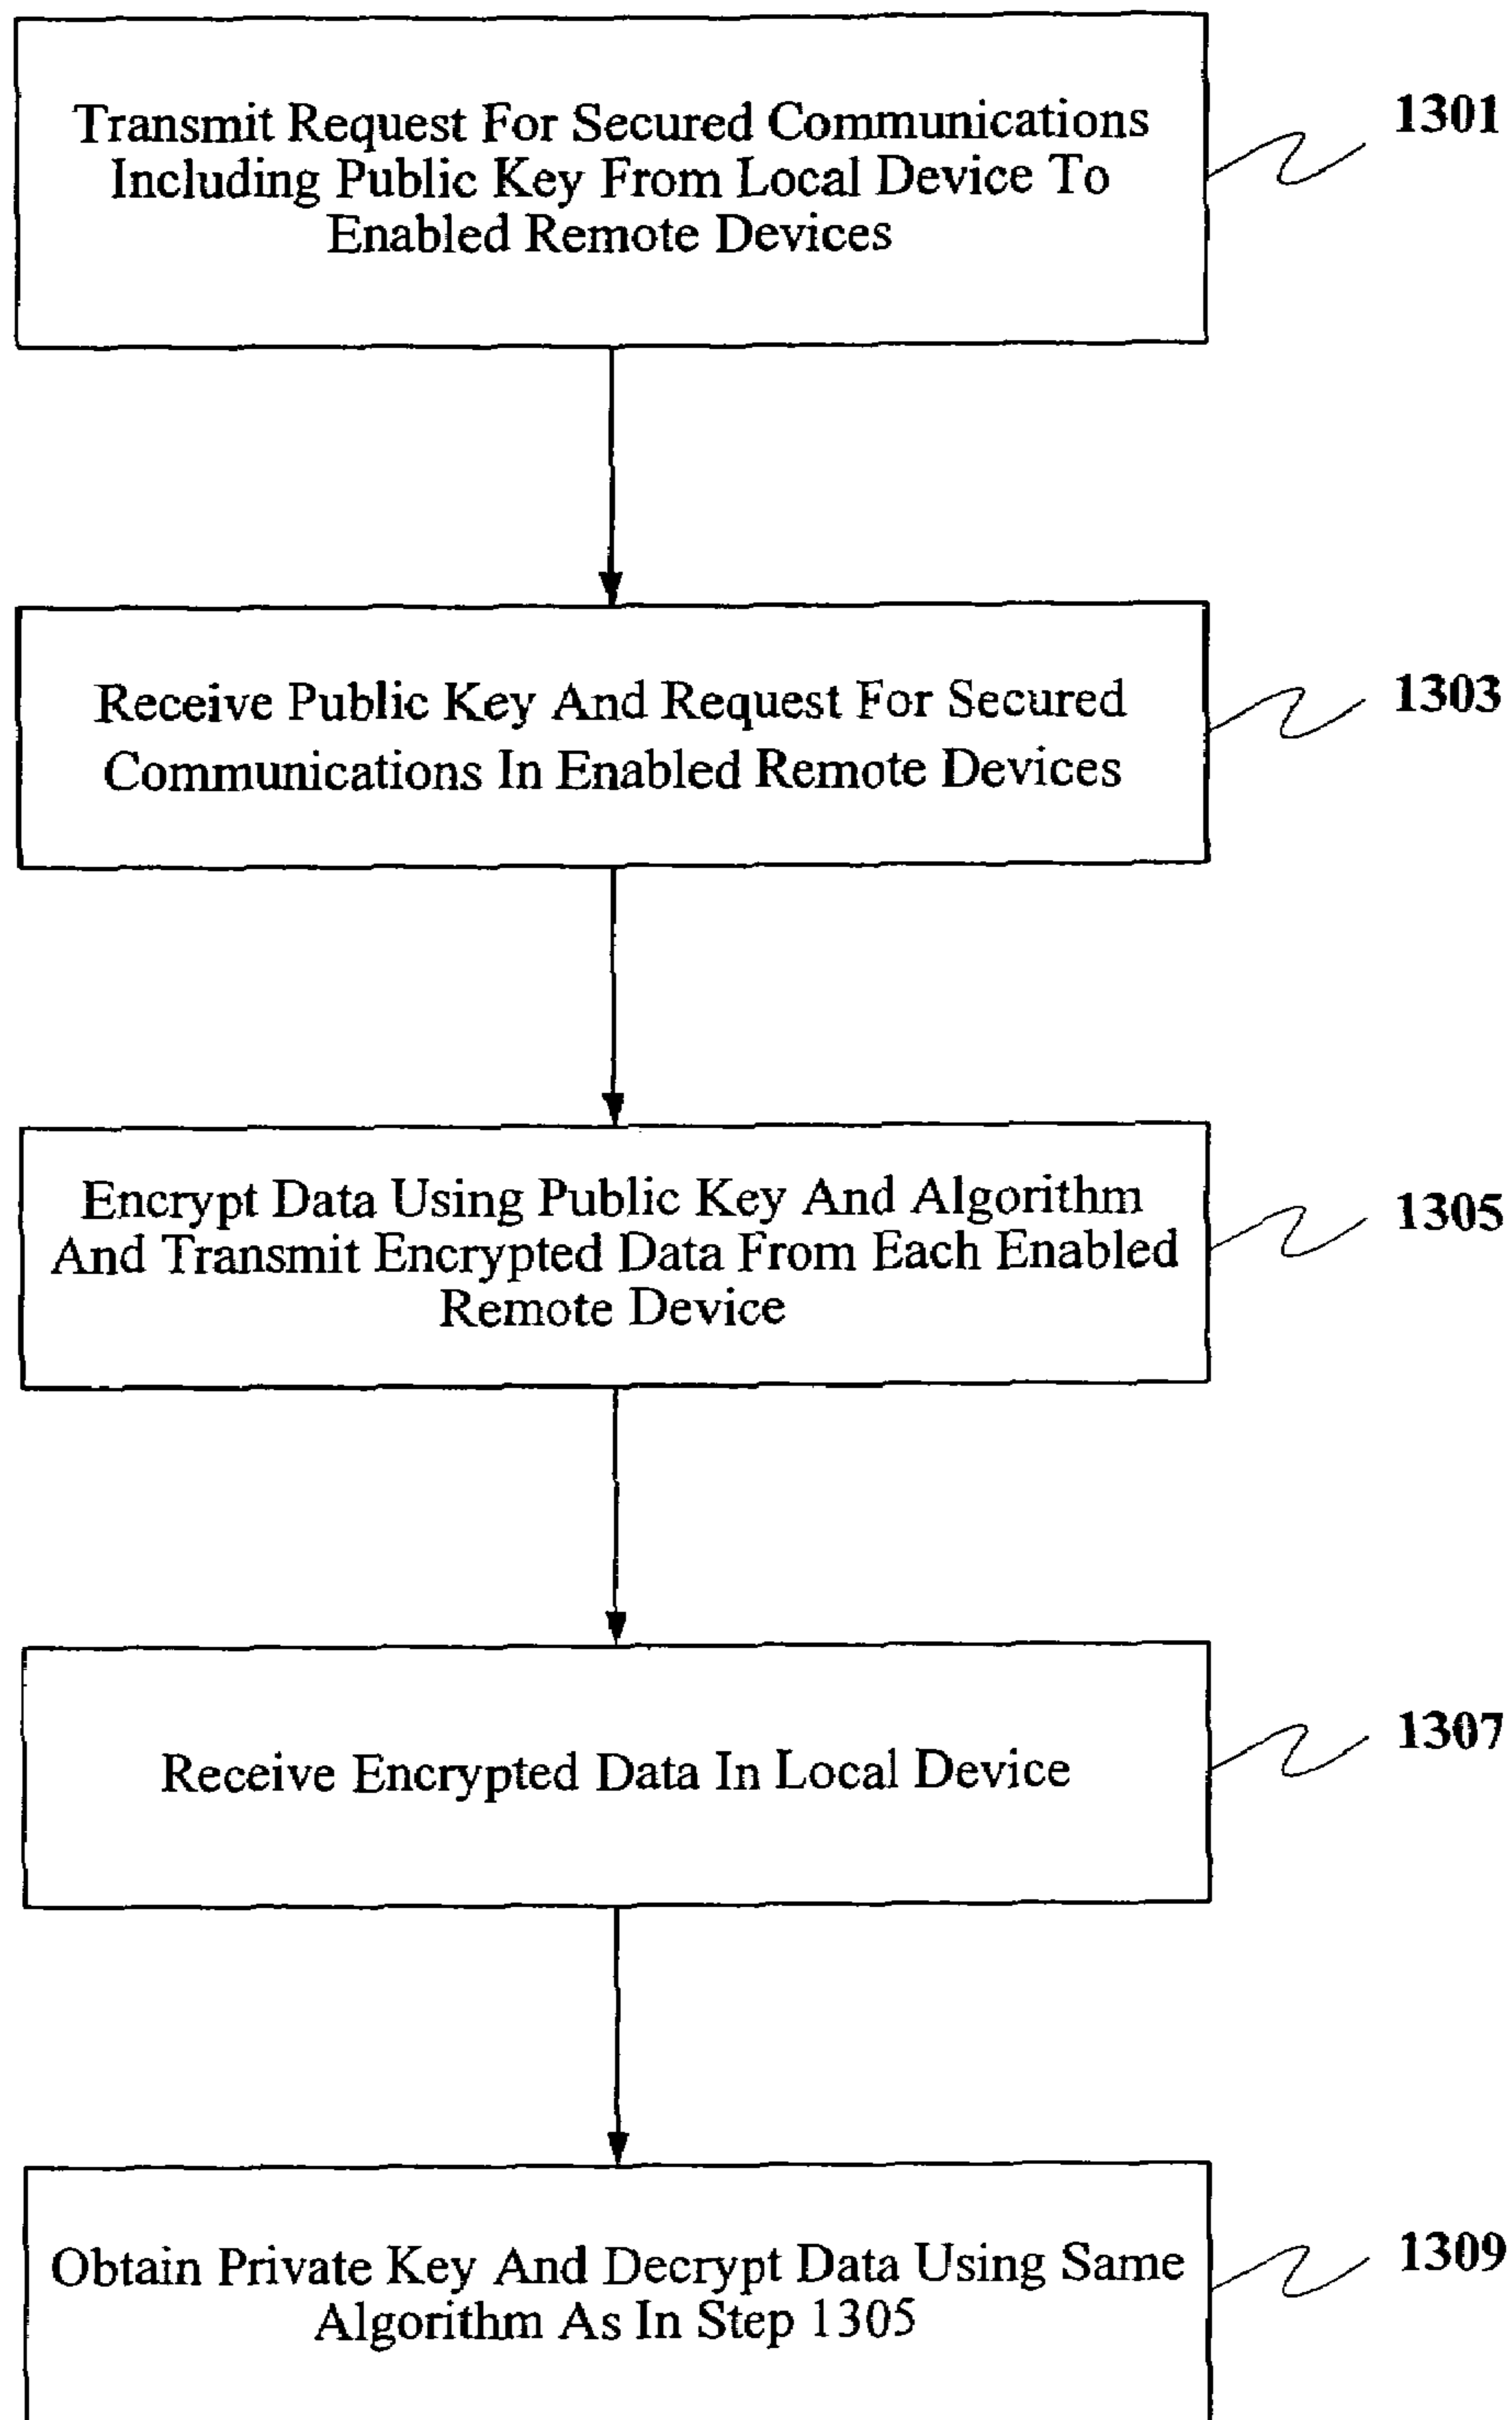 Transmit Request For Secured Communications
Including Public Key From Local Device To
Enabled Remote Devices
1301
Receive Public Key And Request For Secured
Communications In Enabled Remote Devices
1303
Encrypt Data Using Public Key And Algorithm
And Transmit Encrypted Data From Each Enabled
Remote Device
1305
Receive Encrypted Data In Local Device
1307
Obtain Private Key And Decrypt Data Using Same
Algorithm As In Step 1305
1309